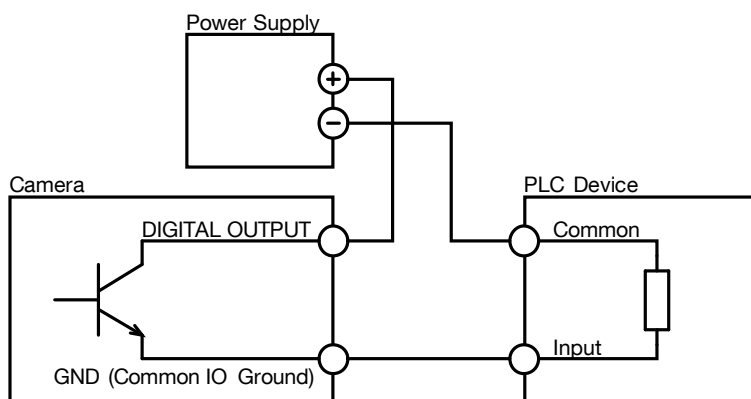 Power Supply
+
−
Camera
PLC Device
DIGITAL OUTPUT
Common
Input
GND (Common IO Ground)